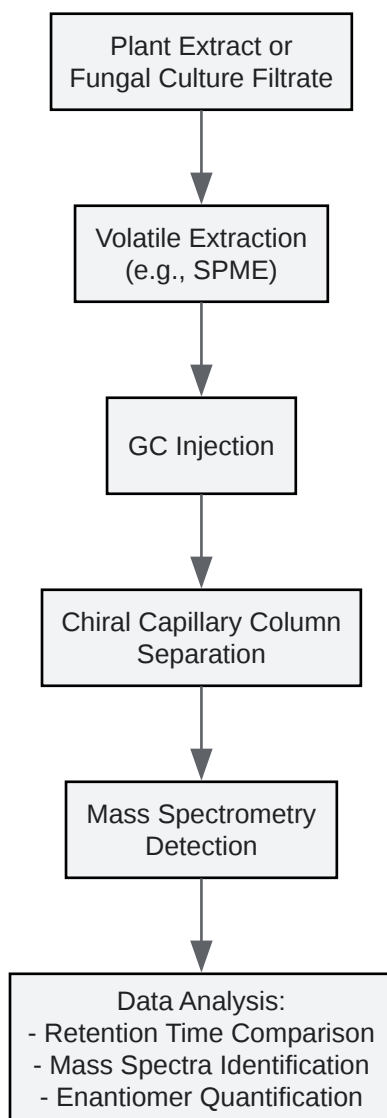 Plant Extract or
Fungal Culture Filtrate
Volatile Extraction
(e.g., SPME)
GC Injection
Chiral Capillary Column
Separation
Mass Spectrometry
Detection
Data Analysis:
- Retention Time Comparison
- Mass Spectra Identification
- Enantiomer Quantification